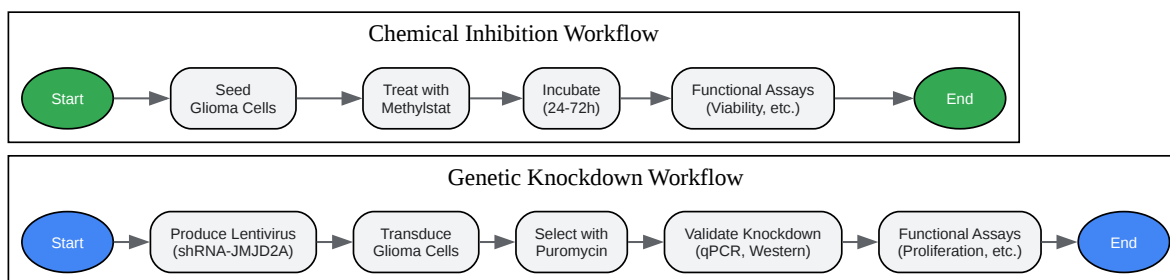 Chemical Inhibition Workflow
Start
Seed
Glioma Cells
Treat with
Methylstat
Incubate
(24-72h)
Functional Assays
(Viability, etc.)
End
Genetic Knockdown Workflow
Start
Produce Lentivirus
(shRNA-JMJD2A)
Transduce
Glioma Cells
Select with
Puromycin
Validate Knockdown
(qPCR, Western)
Functional Assays
(Proliferation, etc.)
End